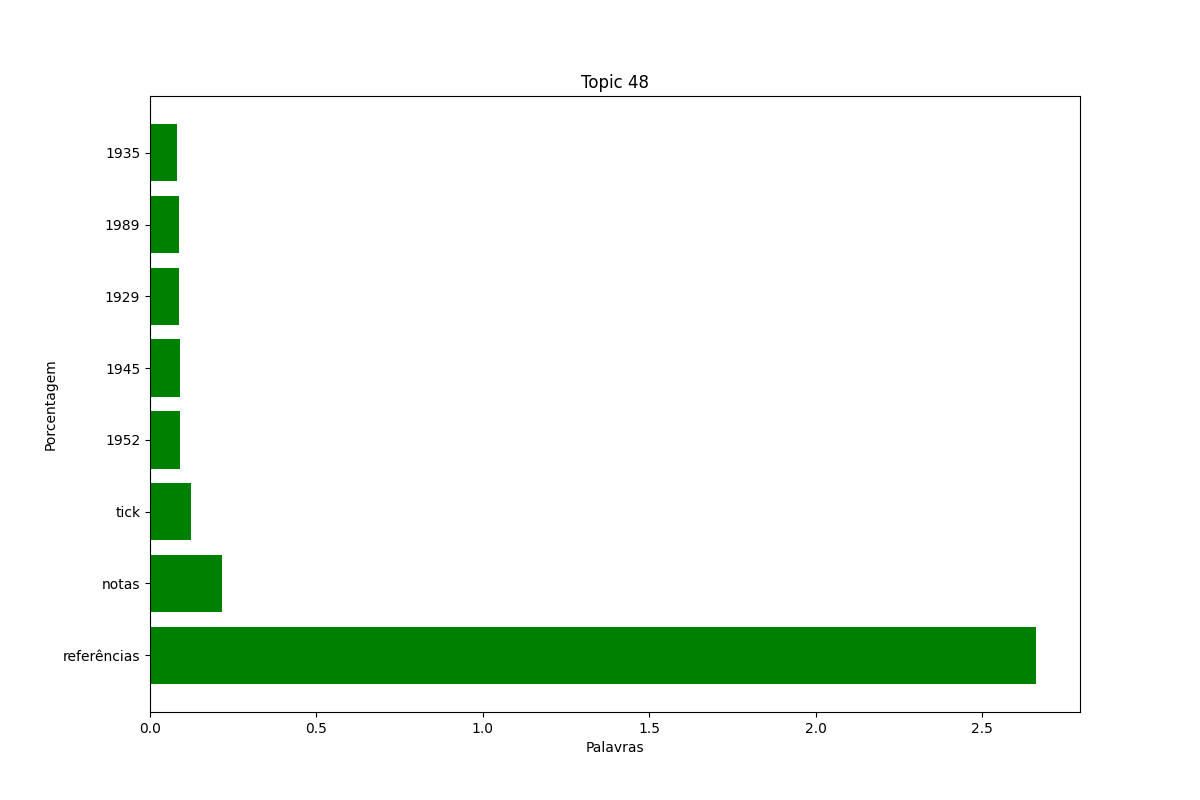 Topic 48
1935
1989
1929
1945
1952
tick
notas
referências
Porcentagem
0.0 0.5 1.0 1.5 2.0 2.5
Palavras